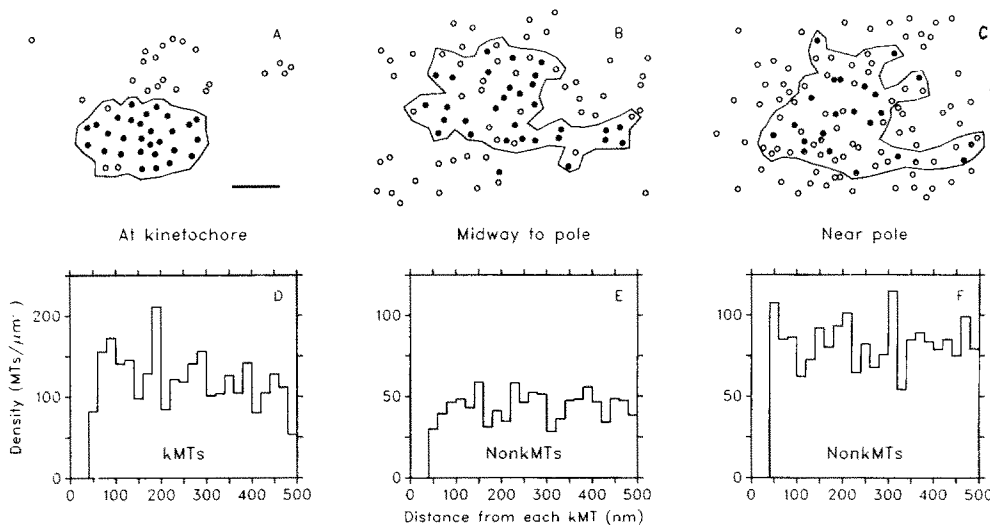 A
B
C
At kinetochore
Midway to pole
Near pole
D
E
F
200
100
0
100
50
0
100
50
0
Density (MTs/μm²)
kMTs
NonkMTs
NonkMTs
0 100 200 300 400 500
0 100 200 300 400 500
0 100 200 300 400 500
Distance from each kMT (nm)